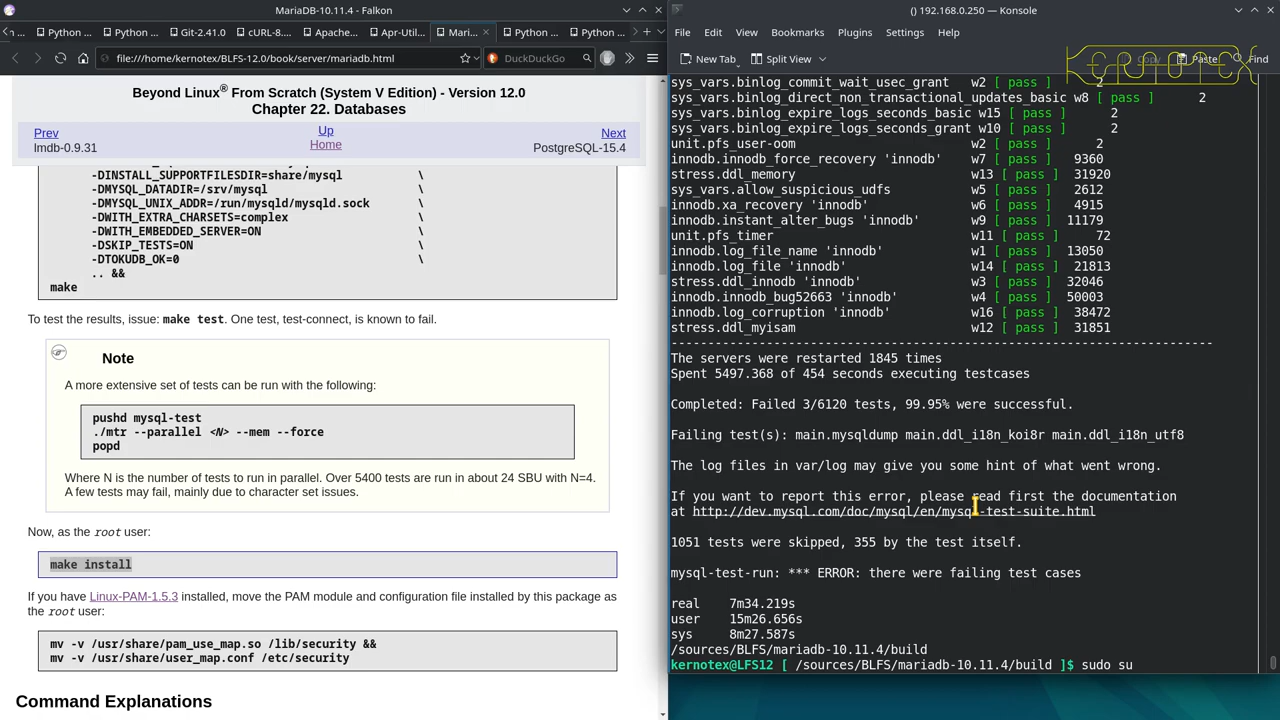 MariaDB-10.11.4 - Falkon
n ... Python ... Python ... Git-2.41.0 cURL-8.... Apache... Apr-Util... Mari... Python ... Python ...
file:///home/kernotex/BLFS-12.0/book/server/mariadb.html
DuckDuckGo
Beyond Linux® From Scratch (System V Edition) - Version 12.0
Chapter 22. Databases
Prev Up Next
lmdb-0.9.31 Home PostgreSQL-15.4
-DINSTALL_SUPPORTFILESDIR=share/mysql \
-DMYSQL_DATADIR=/srv/mysql \
-DMYSQL_UNIX_ADDR=/run/mysqld/mysqld.sock \
-DWITH_EXTRA_CHARSETS=complex \
-DWITH_EMBEDDED_SERVER=ON \
-DSKIP_TESTS=ON \
-DTOKUDB_OK=0 \
.. &&
make
To test the results, issue: make test. One test, test-connect, is known to fail.
Note
A more extensive set of tests can be run with the following:
pushd mysql-test
./mtr --parallel <N> --mem --force
popd
Where N is the number of tests to run in parallel. Over 5400 tests are run in about 24 SBU with N=4.
A few tests may fail, mainly due to character set issues.
Now, as the root user:
make install
If you have Linux-PAM-1.5.3 installed, move the PAM module and configuration file installed by this package as
the root user:
mv -v /usr/share/pam_use_map.so /lib/security &&
mv -v /usr/share/user_map.conf /etc/security
Command Explanations
() 192.168.0.250 — Konsole
File Edit View Bookmarks Plugins Settings Help
New Tab Split View Copy Paste Find
KERNOTEX
sys_vars.binlog_commit_wait_usec_grant w2 [ pass ] 2
sys_vars.binlog_direct_non_transactional_updates_basic w8 [ pass ] 2
sys_vars.binlog_expire_logs_seconds_basic w15 [ pass ] 2
sys_vars.binlog_expire_logs_seconds_grant w10 [ pass ] 2
unit.pfs_user-oom w2 [ pass ] 2
innodb.innodb_force_recovery 'innodb' w7 [ pass ] 9360
stress.ddl_memory w13 [ pass ] 31920
sys_vars.allow_suspicious_udfs w5 [ pass ] 2612
innodb.xa_recovery 'innodb' w6 [ pass ] 4915
innodb.instant_alter_bugs 'innodb' w9 [ pass ] 11179
unit.pfs_timer w11 [ pass ] 72
innodb.log_file_name 'innodb' w1 [ pass ] 13050
innodb.log_file 'innodb' w14 [ pass ] 21813
stress.ddl_innodb 'innodb' w3 [ pass ] 32046
innodb.innodb_bug52663 'innodb' w4 [ pass ] 50003
innodb.log_corruption 'innodb' w16 [ pass ] 38472
stress.ddl_myisam w12 [ pass ] 31851
--------------------------------------------------------------------------
The servers were restarted 1845 times
Spent 5497.368 of 454 seconds executing testcases
Completed: Failed 3/6120 tests, 99.95% were successful.
Failing test(s): main.mysqldump main.ddl_i18n_koi8r main.ddl_i18n_utf8
The log files in var/log may give you some hint of what went wrong.
If you want to report this error, please read first the documentation
at http://dev.mysql.com/doc/mysql/en/mysql-test-suite.html
1051 tests were skipped, 355 by the test itself.
mysql-test-run: *** ERROR: there were failing test cases
real 7m34.219s
user 15m26.656s
sys 8m27.587s
/sources/BLFS/mariadb-10.11.4/build
kernotex@LFS12 [ /sources/BLFS/mariadb-10.11.4/build ]$ sudo su